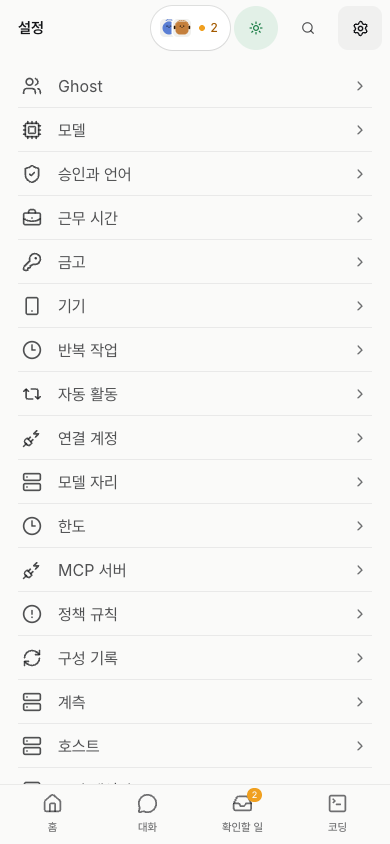 설정
2
Ghost
모델
승인과 언어
근무 시간
금고
기기
반복 작업
자동 활동
연결 계정
모델 자리
한도
MCP 서버
정책 규칙
구성 기록
계측
호스트
2
홈
대화
확인할 일
코딩